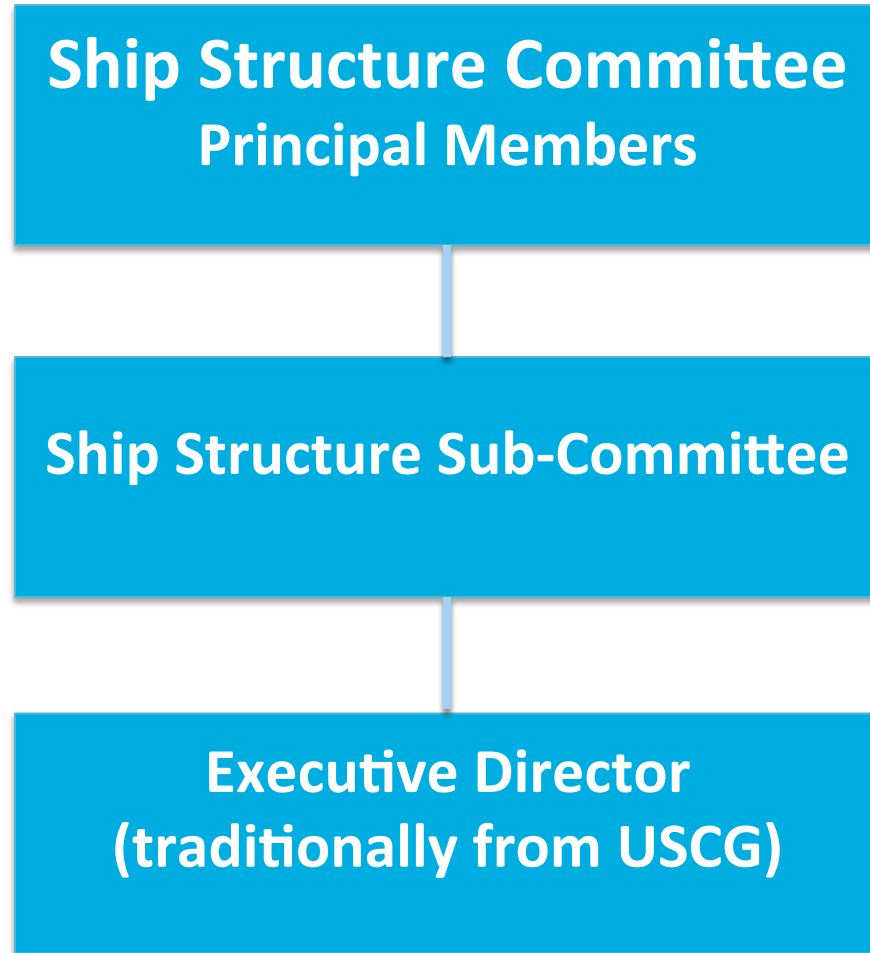 Ship Structure Committee
Principal Members
Ship Structure Sub-Committee
Executive Director
(traditionally from USCG)